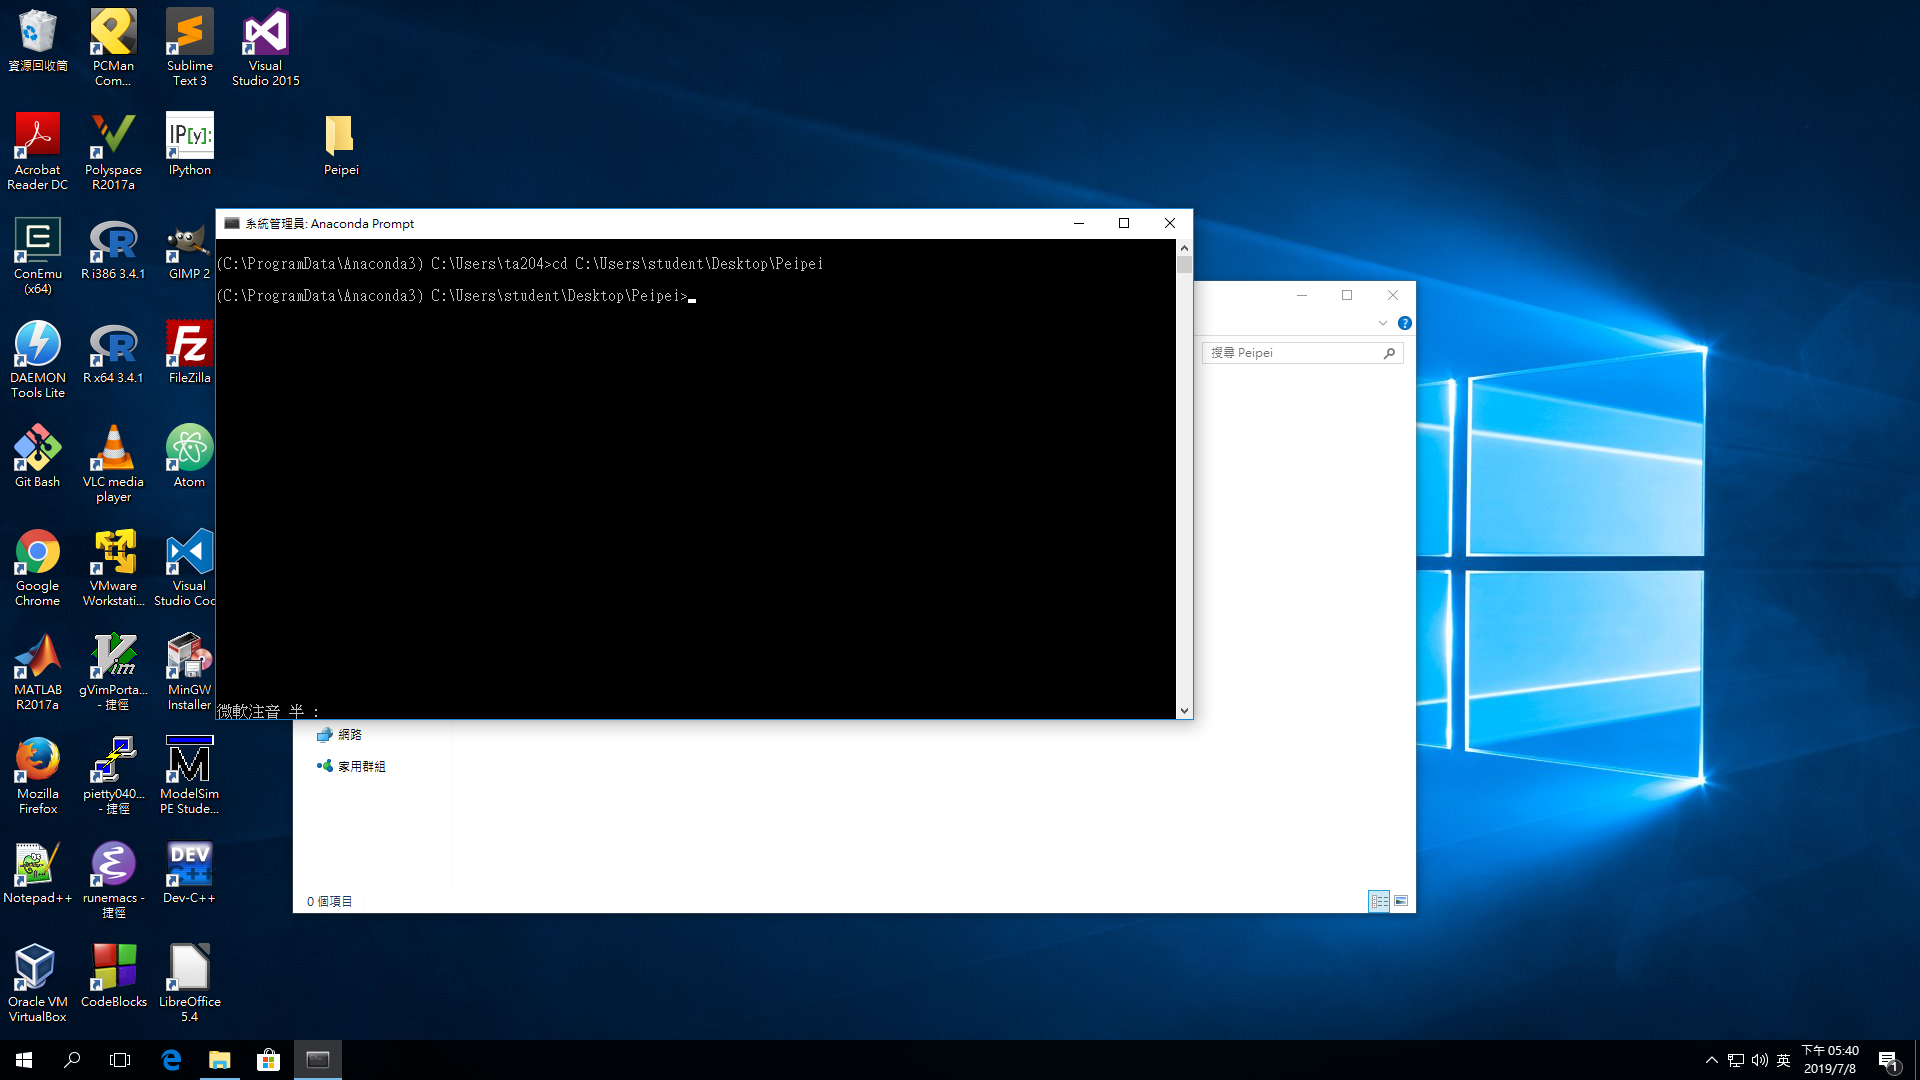 資源回收筒
PCMan
Com...
Sublime
Text 3
Visual
Studio 2015
Acrobat
Reader DC
Polyspace
R2017a
IP[y]:
IPython
Peipei
ConEmu
(x64)
R i386 3.4.1
GIMP 2
DAEMON
Tools Lite
R x64 3.4.1
FileZilla
Git Bash
VLC media
player
Atom
Google
Chrome
VMware
Workstati...
Visual
Studio Coc
MATLAB
R2017a
gVimPorta...
- 捷徑
MinGW
Installer
Mozilla
Firefox
pietty040...
- 捷徑
ModelSim
PE Stude...
Notepad++
runemacs -
捷徑
DEV
C++
Dev-C++
Oracle VM
VirtualBox
CodeBlocks
LibreOffice
5.4
系統管理員: Anaconda Prompt
(C:\ProgramData\Anaconda3) C:\Users\ta204>cd C:\Users\student\Desktop\Peipei
(C:\ProgramData\Anaconda3) C:\Users\student\Desktop\Peipei>
微軟注音 半 :
搜尋 Peipei
網路
家用群組
0 個項目
英
下午 05:40
2019/7/8
1